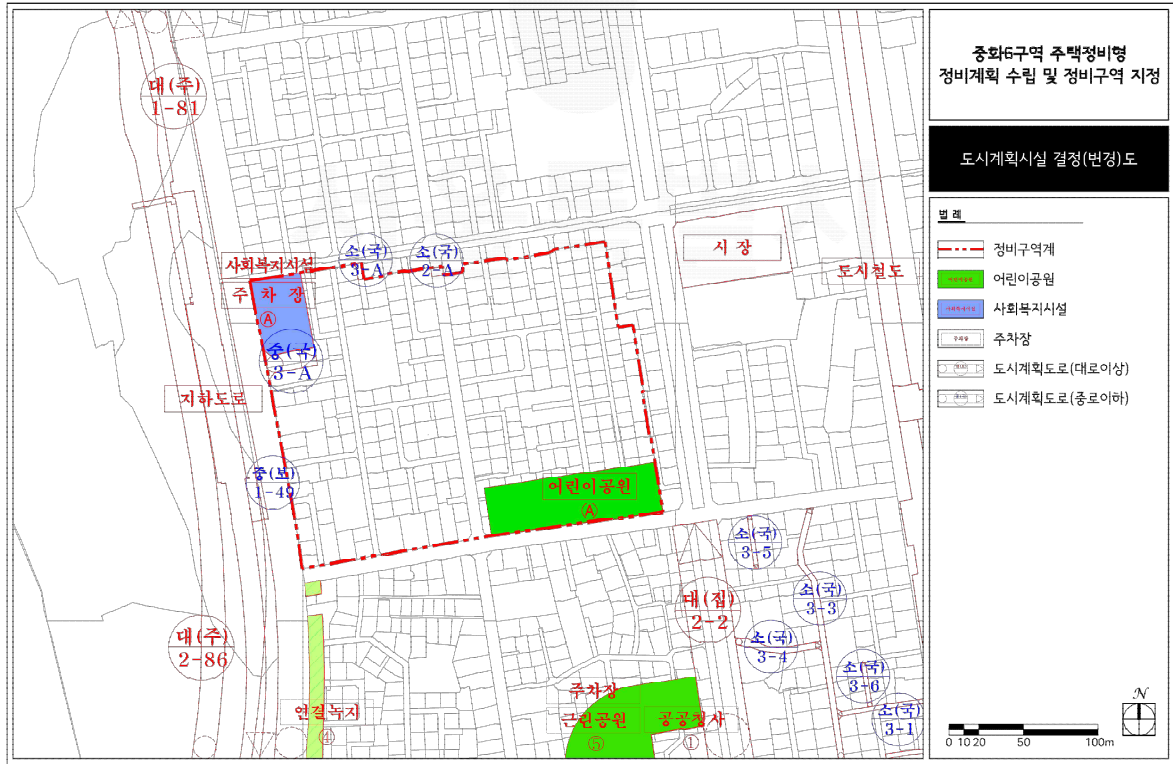 중화6구역 주택정비형
정비계획 수립 및 정비구역 지정
도시계획시설 결정(변경)도
범 례
정비구역계
어린이공원
사회복지시설
주차장
도시계획도로(대로이상)
도시계획도로(중로이하)
대(주)
1-81
사회복지시설
주 차 장
Ⓐ
소(국)
3-A
소(국)
2-A
시 장
도시철도
중(국)
3-A
지하도로
중(보)
1-49
어린이공원
Ⓐ
소(국)
3-5
대(집)
2-2
소(국)
3-3
대(주)
2-86
소(국)
3-4
소(국)
3-6
연결녹지
④
주차장
근린공원
⑤
공공청사
①
소(국)
3-1
N
0 10 20 50 100m